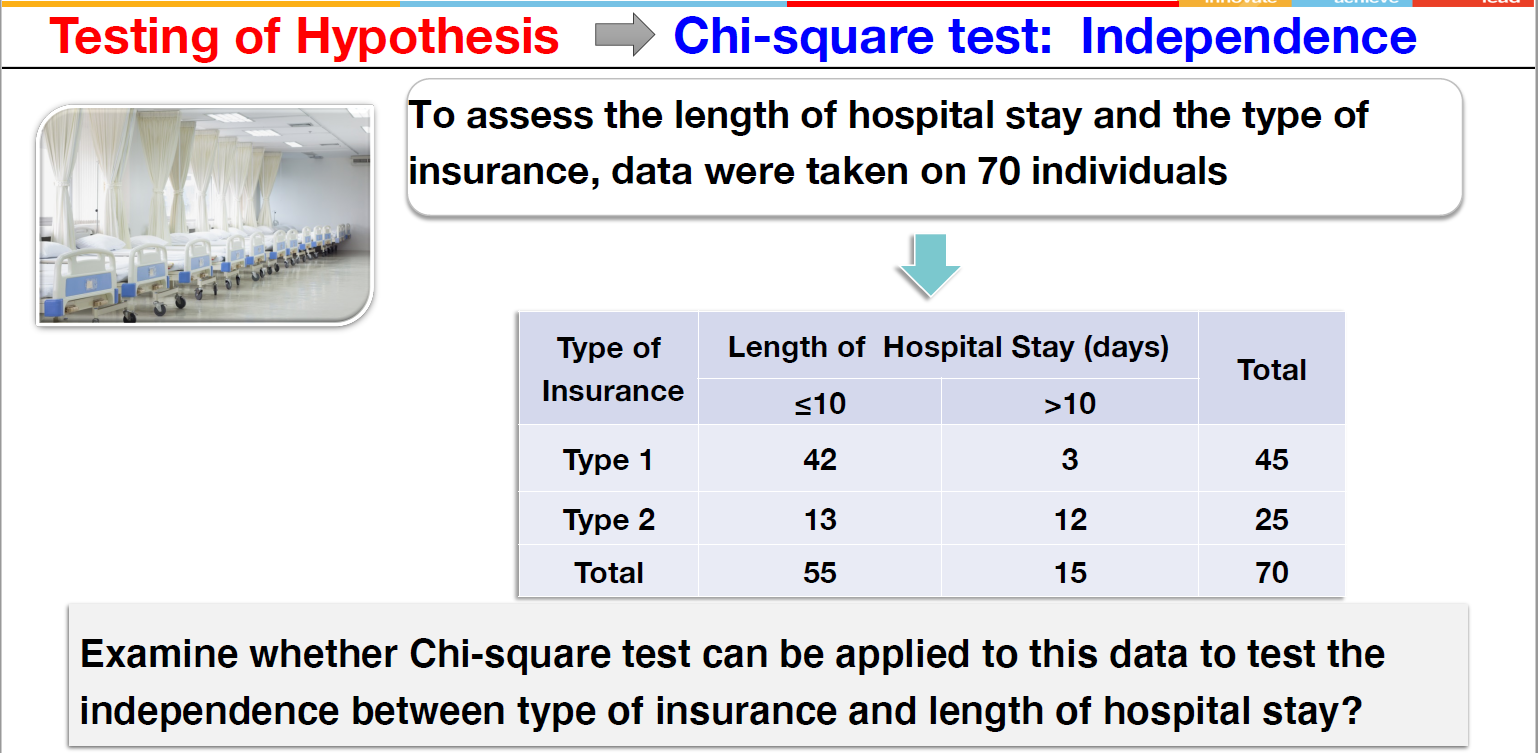 innovate achieve lead
Testing of Hypothesis Chi-square test: Independence
To assess the length of hospital stay and the type of
insurance, data were taken on 70 individuals
Type of Insurance Length of Hospital Stay (days) Total
≤10 >10
Type 1 42 3 45
Type 2 13 12 25
Total 55 15 70
Examine whether Chi-square test can be applied to this data to test the
independence between type of insurance and length of hospital stay?